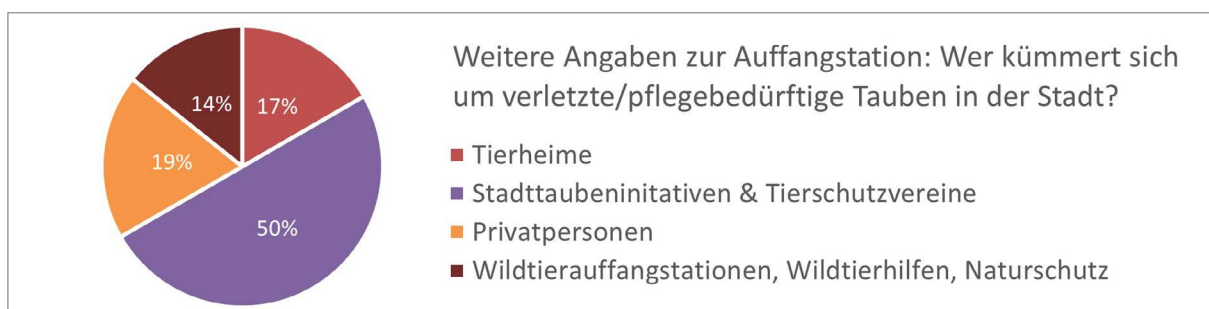 Weitere Angaben zur Auffangstation: Wer kümmert sich
um verletzte/pflegebedürftige Tauben in der Stadt?
14%
17%
19%
50%
Tierheime
Stadttaubeninitativen & Tierschutzvereine
Privatpersonen
Wildtierauffangstationen, Wildtierhilfen, Naturschutz